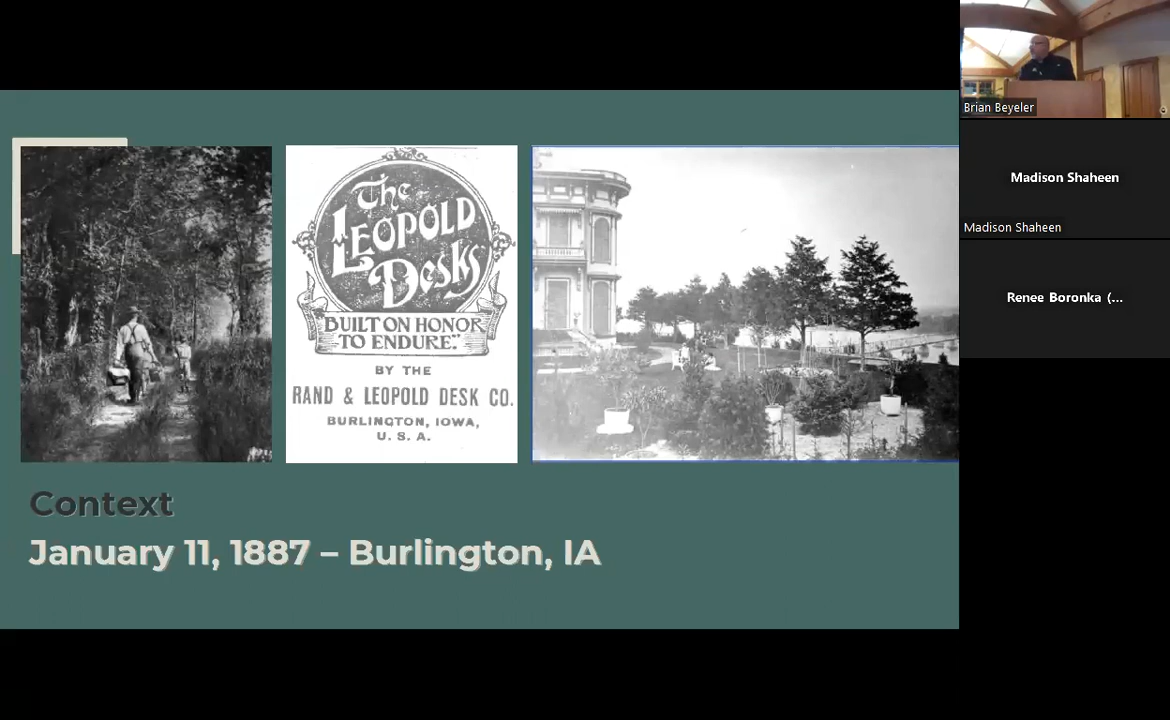 The
LEOPOLD
Desks
"BUILT ON HONOR
TO ENDURE."
BY THE
RAND & LEOPOLD DESK CO.
BURLINGTON, IOWA,
U. S. A.
Context
January 11, 1887 – Burlington, IA
Brian Beyeler
Madison Shaheen
Madison Shaheen
Renee Boronka (...